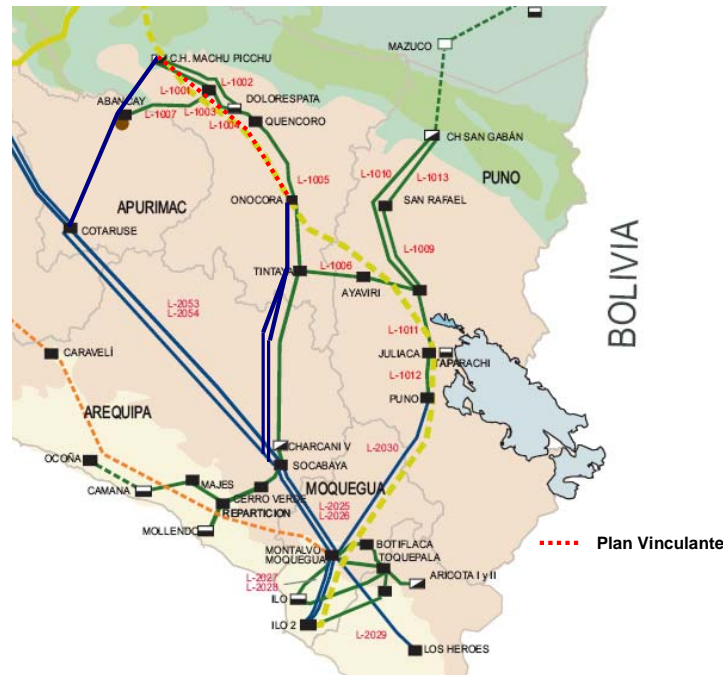 MAZUCO
C.H. MACHU PICCHU
L-1001
L-1002
ABANCAY
DOLORESPATA
L-1007
L-1003
L-1004
QUENCORO
CH SAN GABÁN
L-1010
L-1013
PUNO
L-1005
ONOCORA
SAN RAFAEL
APURIMAC
COTARUSE
BOLIVIA
L-1009
TINTAYA
L-1006
AYAVIRI
L-2053
L-2054
L-1011
CARAVELÍ
JULIACA
TAPARACHI
L-1012
AREQUIPA
PUNO
CHARCANI V
L-2030
OCOÑA
SOCABAYA
MAJES
MOQUEGUA
CAMANA
CERRO VERDE
REPARTICION
L-2025
L-2026
MOLLENDO
Plan Vinculante
BOTIFLACA
MONTALVO
MOQUEGUA
TOQUEPALA
L-2027
L-2028
ARICOTA I y II
ILO
ILO 2
L-2029
LOS HEROES